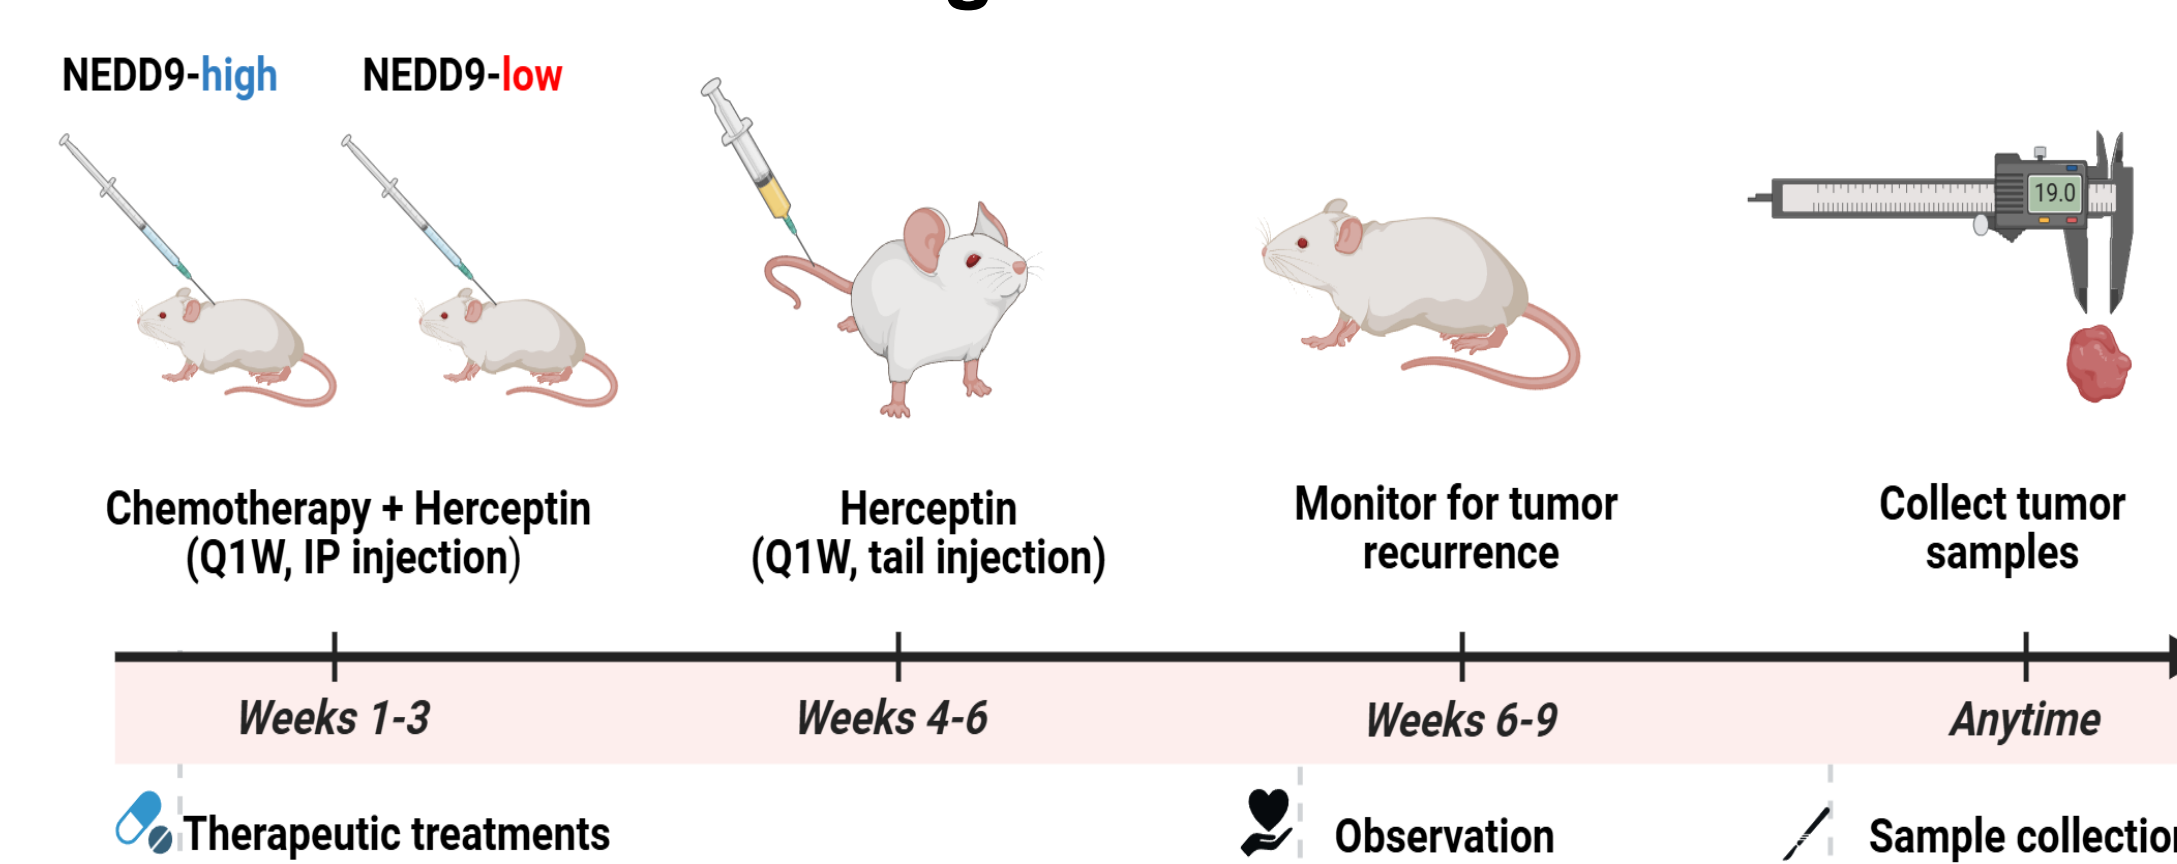 NEDD9-high
NEDD9-low
19.0
Chemotherapy + Herceptin
(Q1W, IP injection)
Herceptin
(Q1W, tail injection)
Monitor for tumor
recurrence
Collect tumor
samples
Weeks 1-3
Weeks 4-6
Weeks 6-9
Anytime
Therapeutic treatments
Observation
Sample